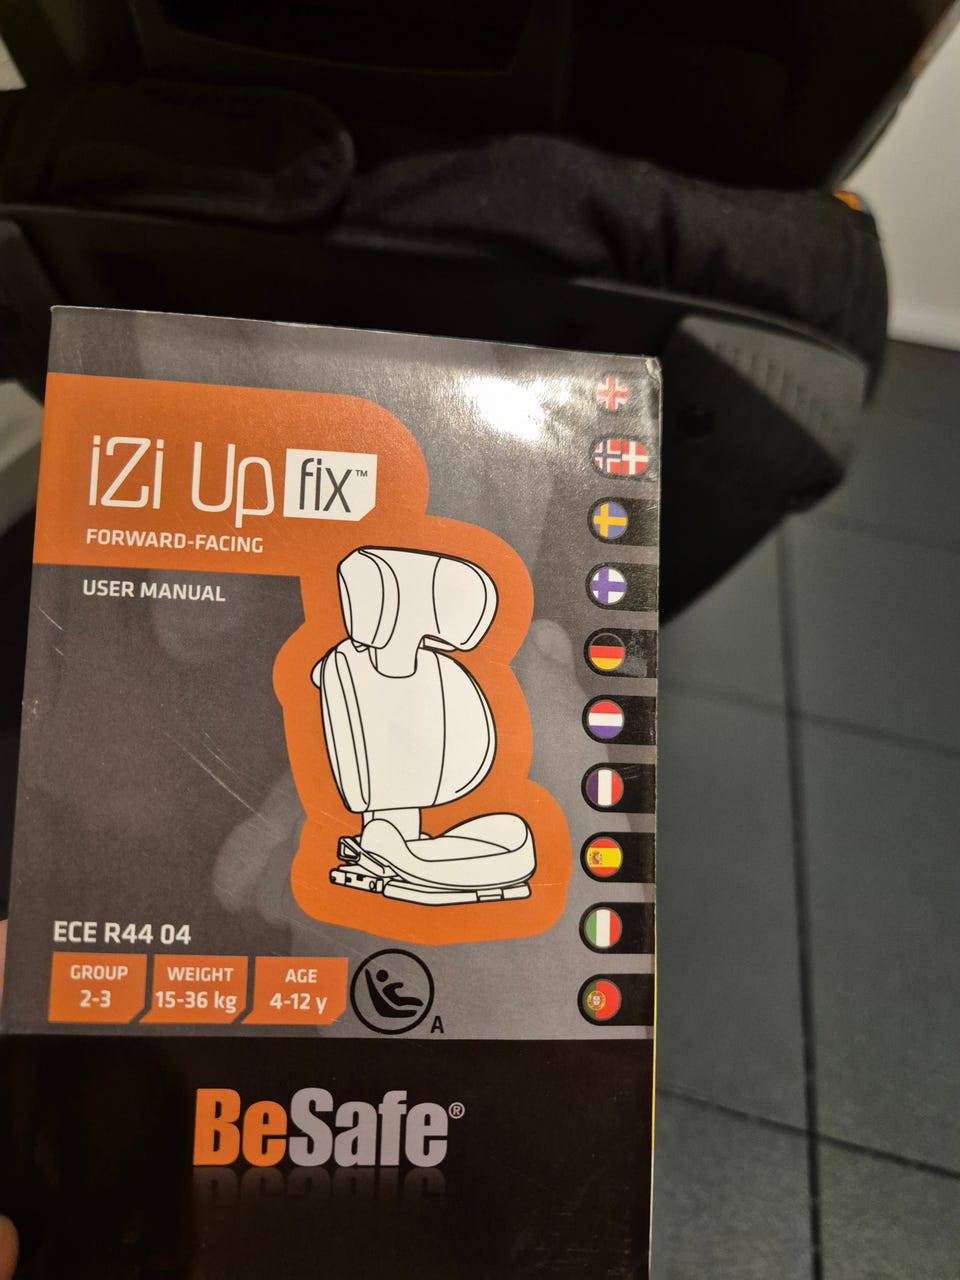 iZi Up fix™
FORWARD-FACING
USER MANUAL
ECE R44 04
GROUP
2-3
WEIGHT
15-36 kg
AGE
4-12 y
A
BeSafe®